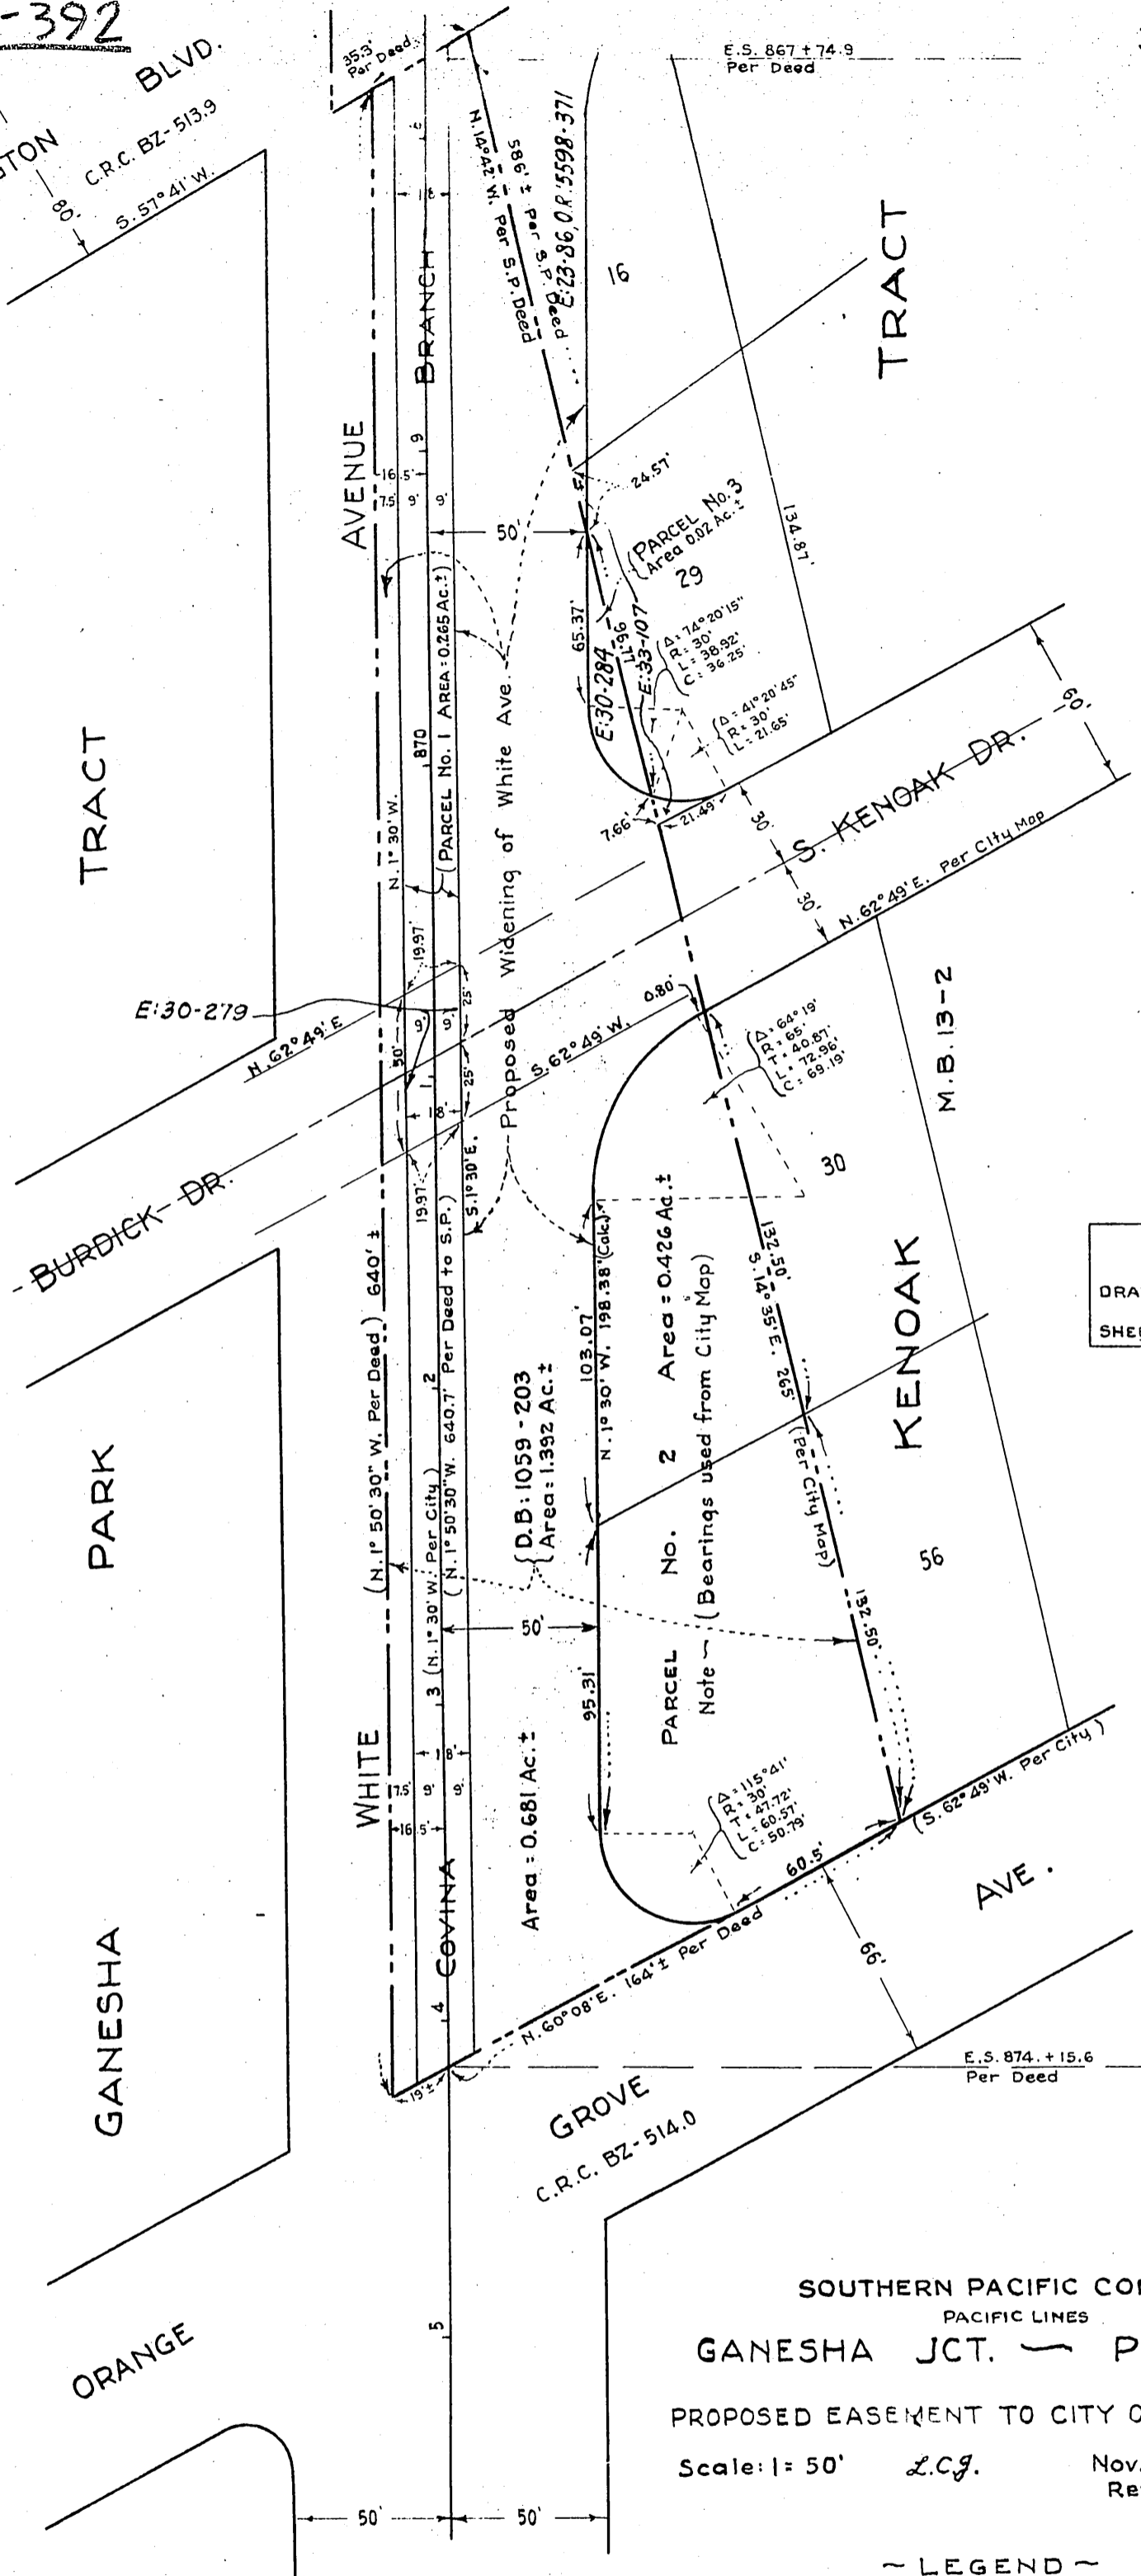 -392
BLVD.
C.R.C. BZ-513.9
80'
S. 57° 41' W.
35.3'
Per Deed
E.S. 867 + 74.9
Per Deed
N. 14° 42' W. Per S.P. Deed
586' ± Per S.P. Deed
E:23-86, O.R. 5598-371
16
TRACT
18
BRANCH
AVENUE
9
16.5'
7.5'
9'
9'
50'
24.57'
PARCEL No. 3
Area 0.02 Ac.±
29
134.87'
65.37'
96.77'
E:30-284
E:33-107
Δ = 74° 20' 15"
R = 30'
L = 38.92'
C = 36.25'
Δ = 41° 20' 45"
R = 30'
L = 21.65'
60'
TRACT
870
N. 1° 30' W.
(PARCEL No. 1 AREA = 0.265 Ac.±)
Proposed Widening of White Ave.
7.66'
21.49'
30'
30'
S. KENOAK DR.
N. 62° 49' E. Per City Map
19.97'
E:30-279
N. 62° 49' E
50'
9'
9'
25'
25'
1
18'
S. 62° 49' W.
0.80'
Δ = 64° 19'
R = 65'
T = 40.87'
L = 72.96'
C = 69.19'
M.B. 13-2
30
BURDICK DR.
19.97'
S. 1° 30' E.
(N. 1° 50' 30" W. Per Deed) 640' ±
2
(N. 1° 50' 30" W. 640.7' Per Deed to S.P.)
3 (N. 1° 30' W. Per City)
103.07'
N. 1° 30' W. 198.38' (Calc.)
PARCEL No. 2 Area = 0.426 Ac.±
Note ~ (Bearings used from City Map)
132.50'
S. 14° 35' E. 265'
(Per City Map)
KENOAK
DRA
SHE
D.B: 1059 - 203
Area = 1.392 Ac. ±
PARK
56
132.50'
50'
95.31'
WHITE
18'
7.5'
9'
9'
16.5'
Area = 0.681 Ac. ±
Δ = 115° 41'
R = 30'
T = 47.72'
L = 60.57'
C = 50.79'
60.5'
(S. 62° 49' W. Per City)
AVE.
COVINA
4
N. 60° 08' E. 164' ± Per Deed
66'
GANESHA
19' ±
E.S. 874. + 15.6
Per Deed
GROVE
C.R.C. BZ-514.0
5
ORANGE
SOUTHERN PACIFIC CO
PACIFIC LINES
GANESHA JCT. — P
PROPOSED EASEMENT TO CITY O
Scale: 1 = 50' L.C.J. Nov.
Re
50'
50'
~ LEGEND ~